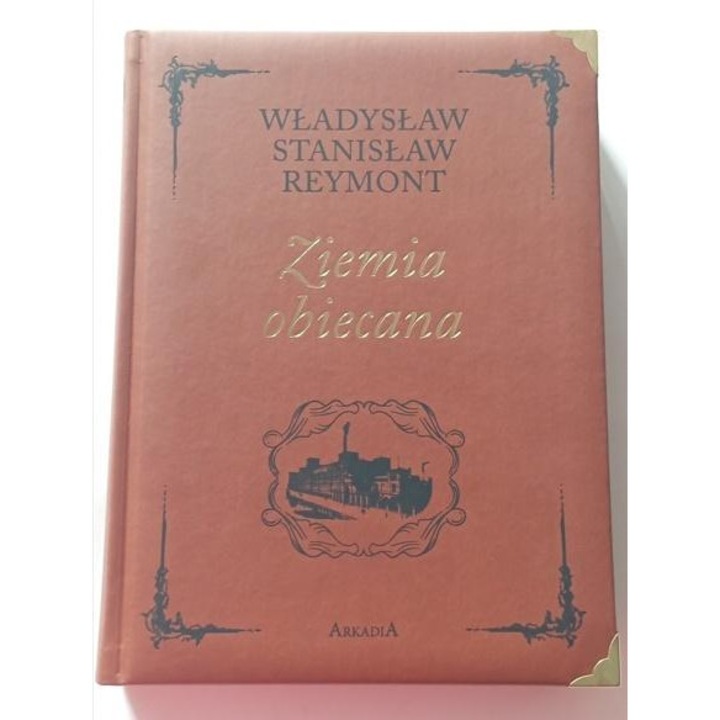 WŁADYSŁAW
STANISŁAW
REYMONT
Ziemia
obiecana
ARKADIA